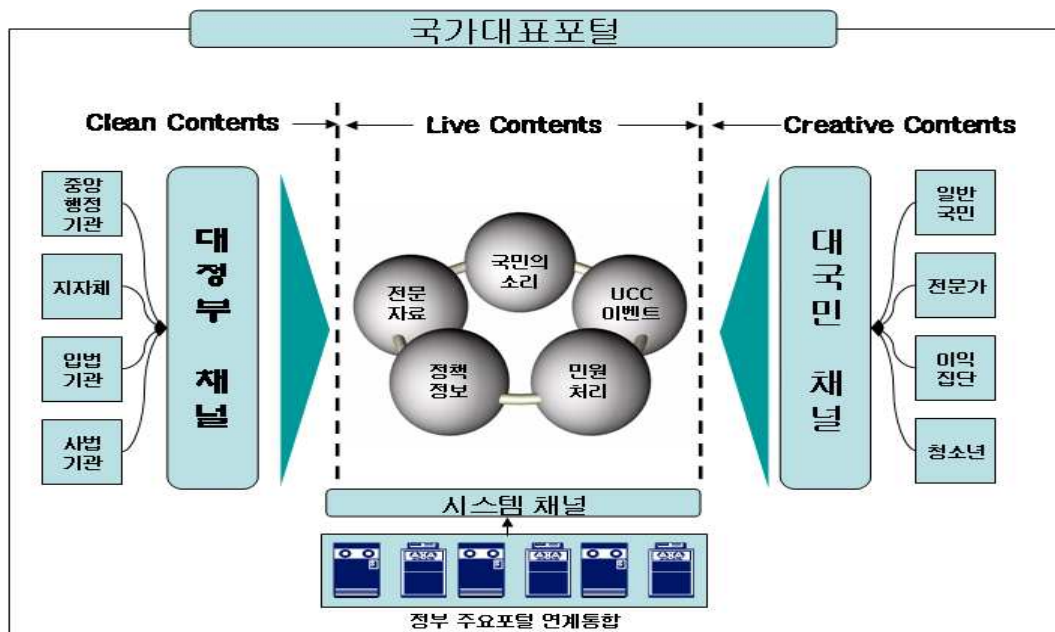 국가대표포털
Clean Contents
Live Contents
Creative Contents
중앙
행정
기관
지자체
입법
기관
사법
기관
대정부 채널
전문
자료
국민의
소리
UCC
이벤트
정책
정보
민원
처리
대국민 채널
일반
국민
전문가
이익
집단
청소년
시스템 채널
정부 주요포털 연계통합